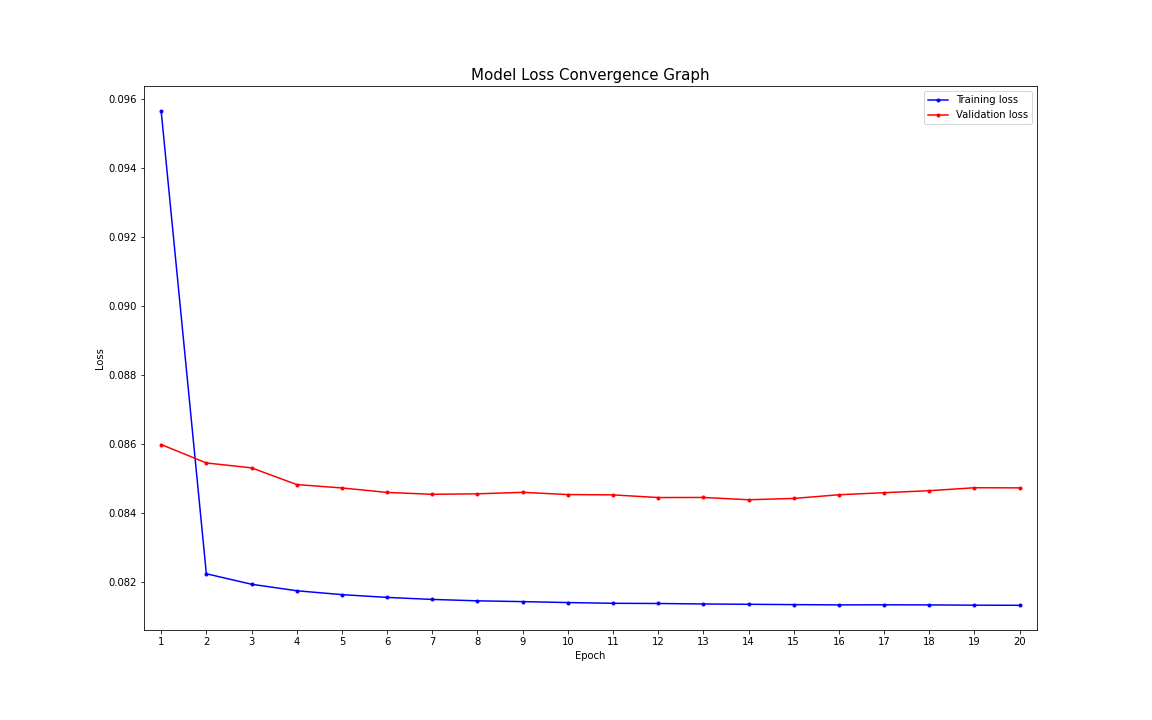 Model Loss Convergence Graph
Training loss
Validation loss
Loss
0.096
0.094
0.092
0.090
0.088
0.086
0.084
0.082
1 2 3 4 5 6 7 8 9 10 11 12 13 14 15 16 17 18 19 20
Epoch